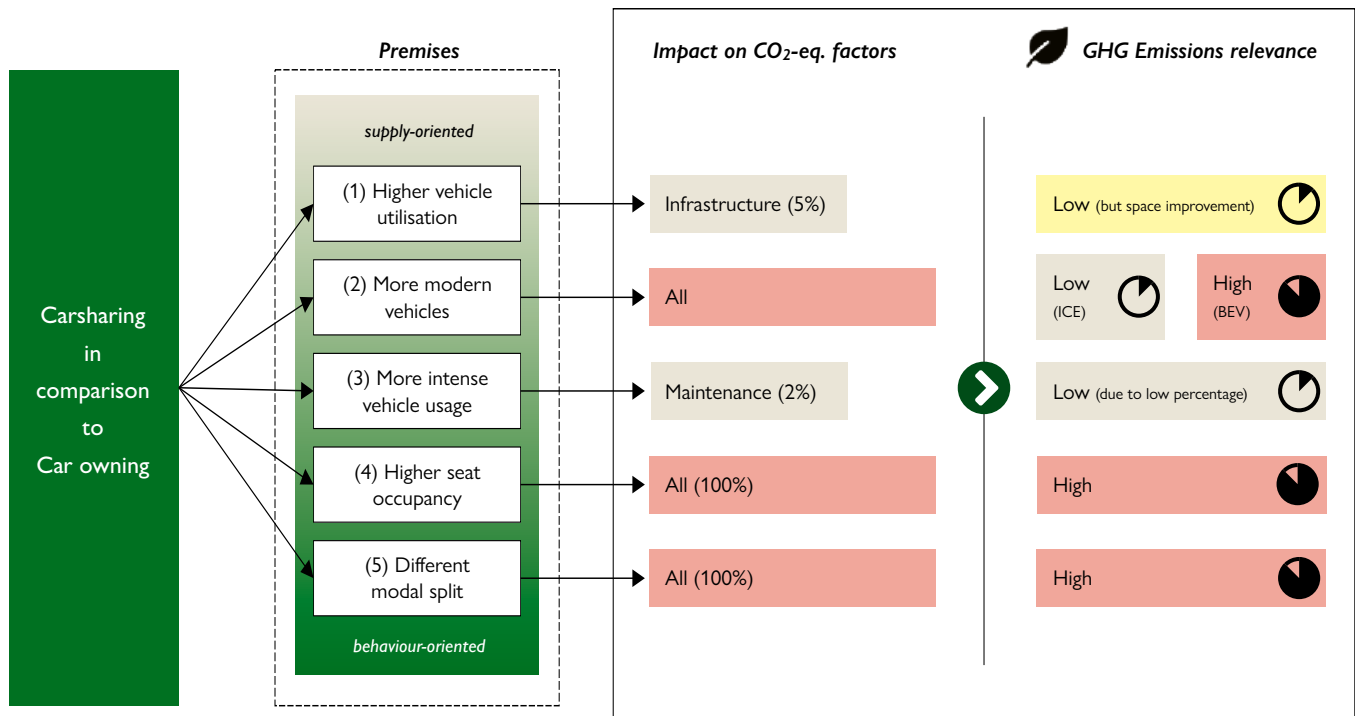 Premises
Impact on CO₂-eq. factors
GHG Emissions relevance
Carsharing
in
comparison
to
Car owning
supply-oriented
(1) Higher vehicle
utilisation
Infrastructure (5%)
Low (but space improvement)
(2) More modern
vehicles
All
Low
(ICE)
High
(BEV)
(3) More intense
vehicle usage
Maintenance (2%)
Low (due to low percentage)
(4) Higher seat
occupancy
All (100%)
High
(5) Different
modal split
All (100%)
High
behaviour-oriented